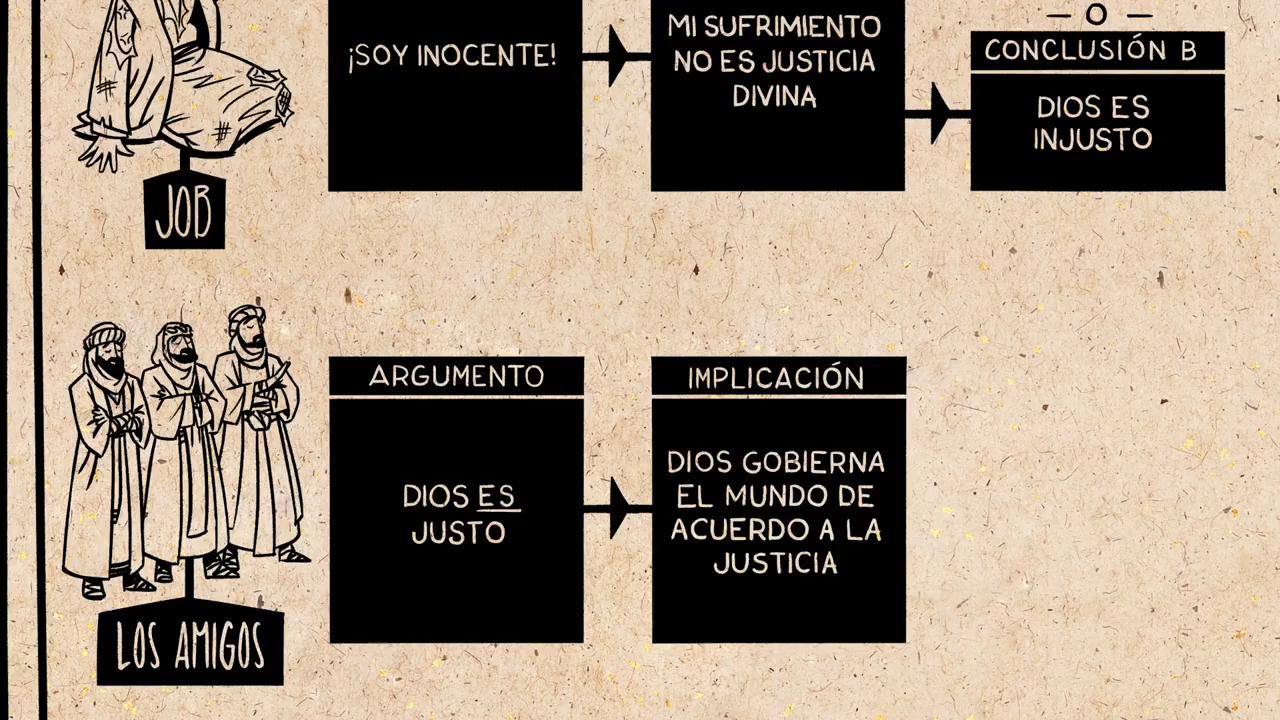 ¡SOY INOCENTE!
MI SUFRIMIENTO
NO ES JUSTICIA
DIVINA
— O —
CONCLUSIÓN B
DIOS ES
INJUSTO
JOB
ARGUMENTO
DIOS ES
JUSTO
IMPLICACIÓN
DIOS GOBIERNA
EL MUNDO DE
ACUERDO A LA
JUSTICIA
LOS AMIGOS